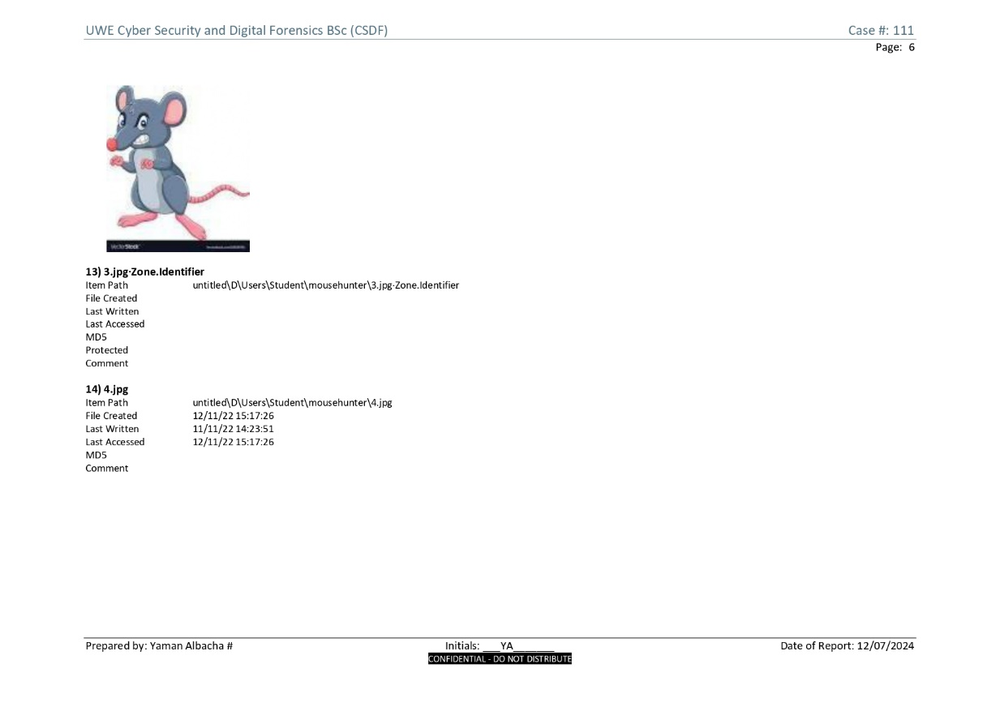 UWE Cyber Security and Digital Forensics BSc (CSDF) Case #: 111
Page: 6
VectorStock
13) 3.jpg·Zone.Identifier
Item Path untitled\D\Users\Student\mousehunter\3.jpg·Zone.Identifier
File Created
Last Written
Last Accessed
MD5
Protected
Comment
14) 4.jpg
Item Path untitled\D\Users\Student\mousehunter\4.jpg
File Created 12/11/22 15:17:26
Last Written 11/11/22 14:23:51
Last Accessed 12/11/22 15:17:26
MD5
Comment
Prepared by: Yaman Albacha # Initials: ___YA_______ Date of Report: 12/07/2024
CONFIDENTIAL - DO NOT DISTRIBUTE